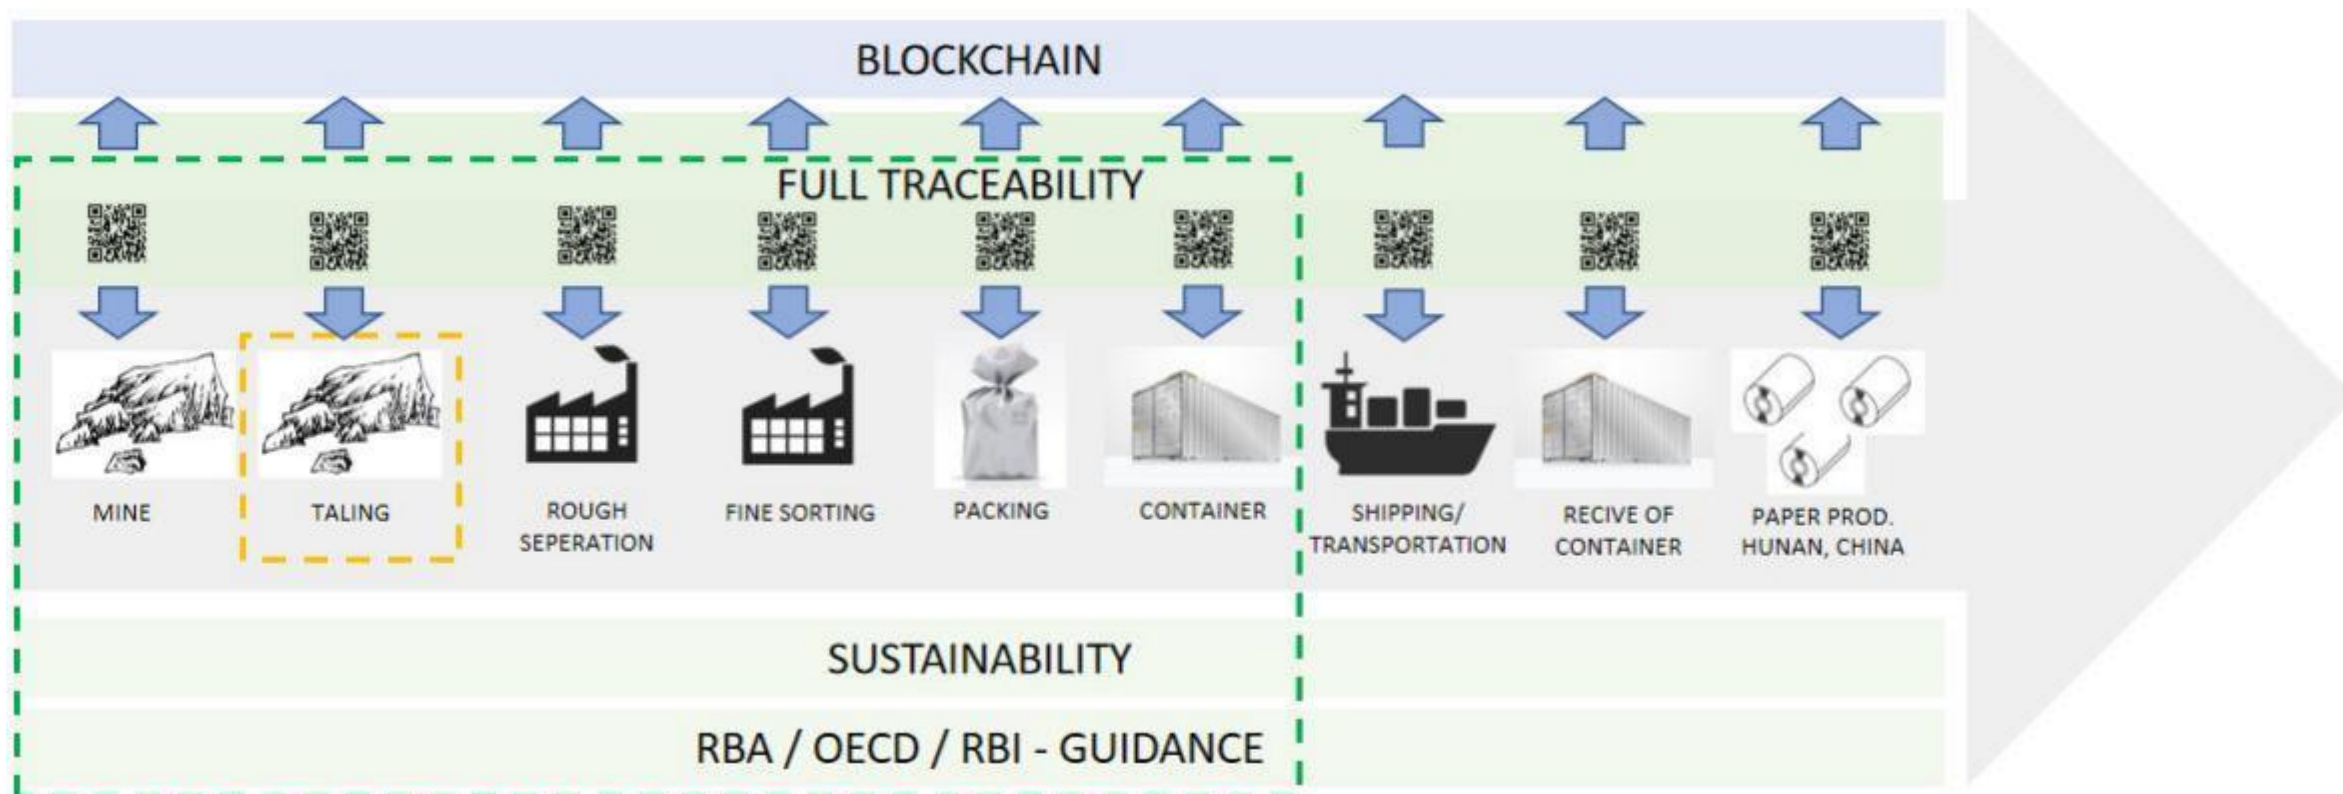 BLOCKCHAIN
FULL TRACEABILITY
MINE
TALING
ROUGH
SEPERATION
FINE SORTING
PACKING
CONTAINER
SHIPPING/
TRANSPORTATION
RECIVE OF
CONTAINER
PAPER PROD.
HUNAN, CHINA
SUSTAINABILITY
RBA / OECD / RBI - GUIDANCE